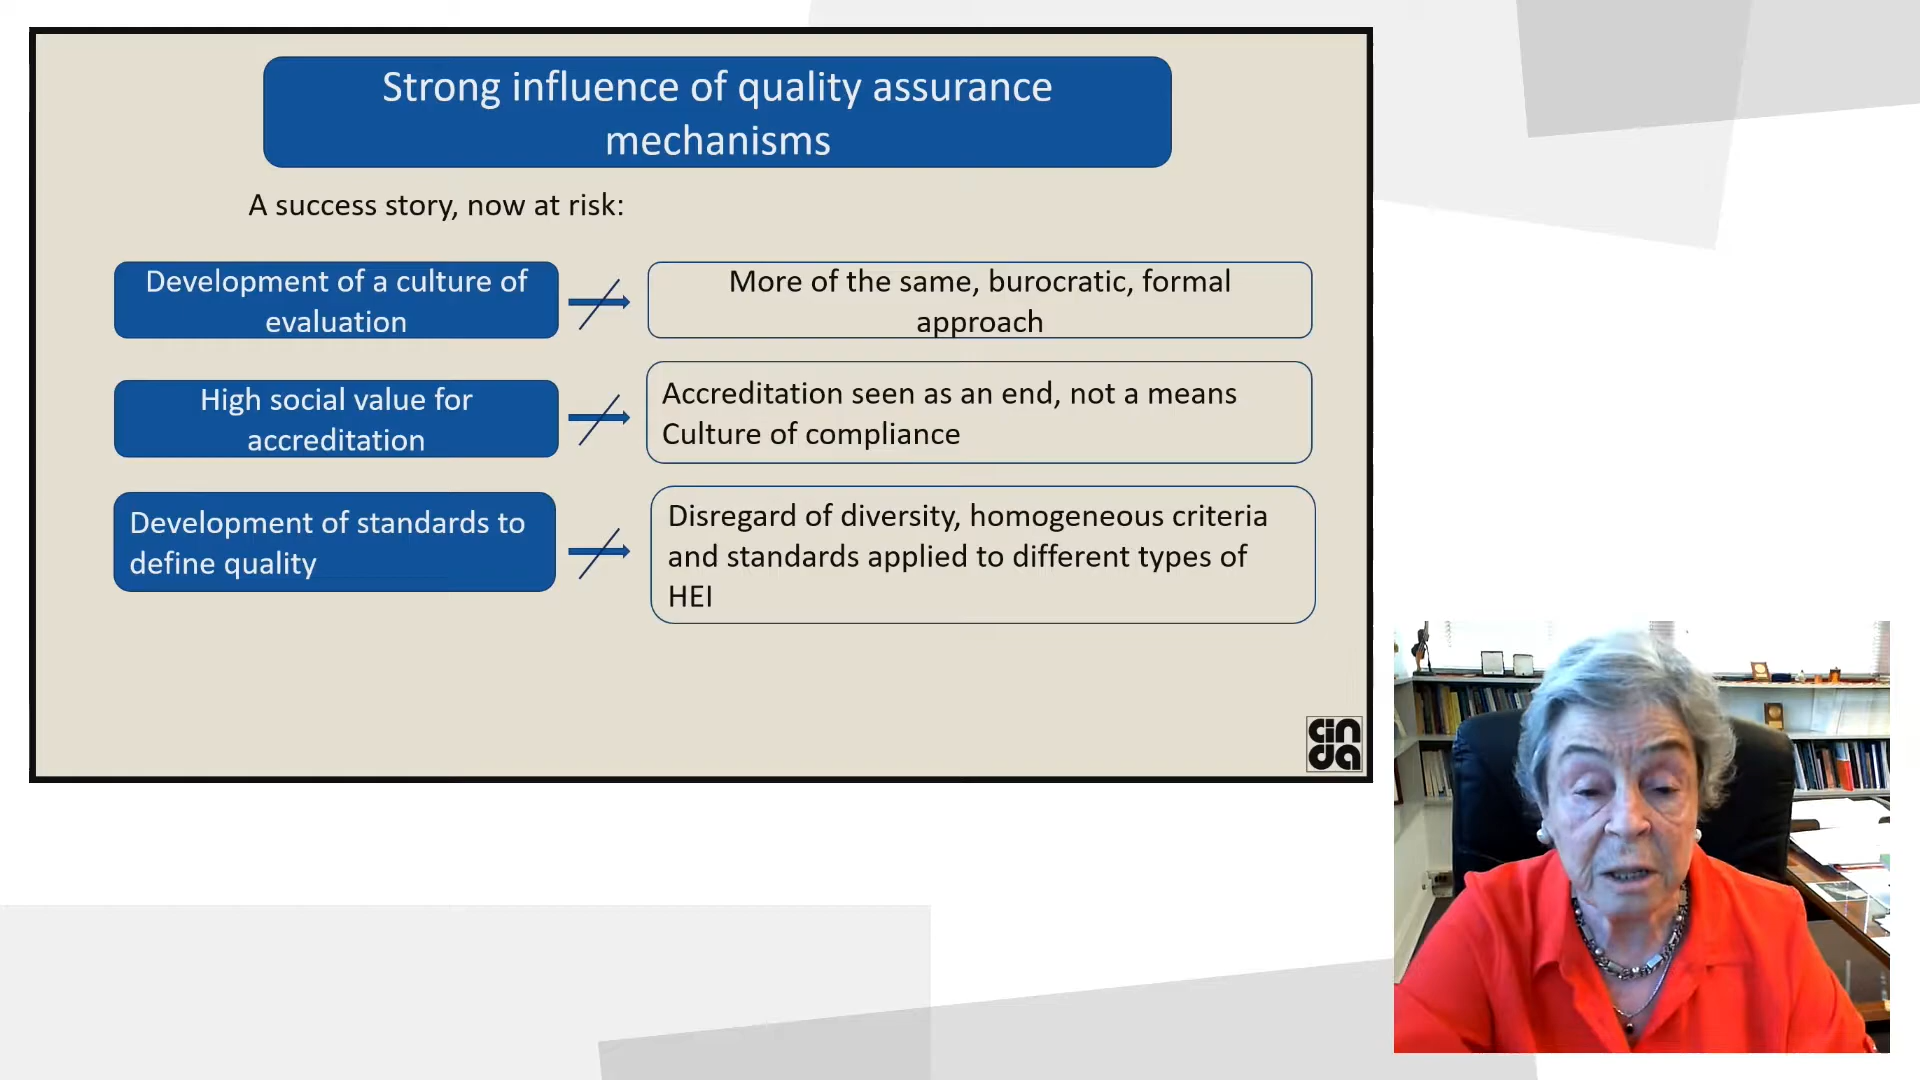 Strong influence of quality assurance
mechanisms
A success story, now at risk:
Development of a culture of
evaluation
More of the same, burocratic, formal
approach
High social value for
accreditation
Accreditation seen as an end, not a means
Culture of compliance
Development of standards to
define quality
Disregard of diversity, homogeneous criteria
and standards applied to different types of
HEI
cin
da